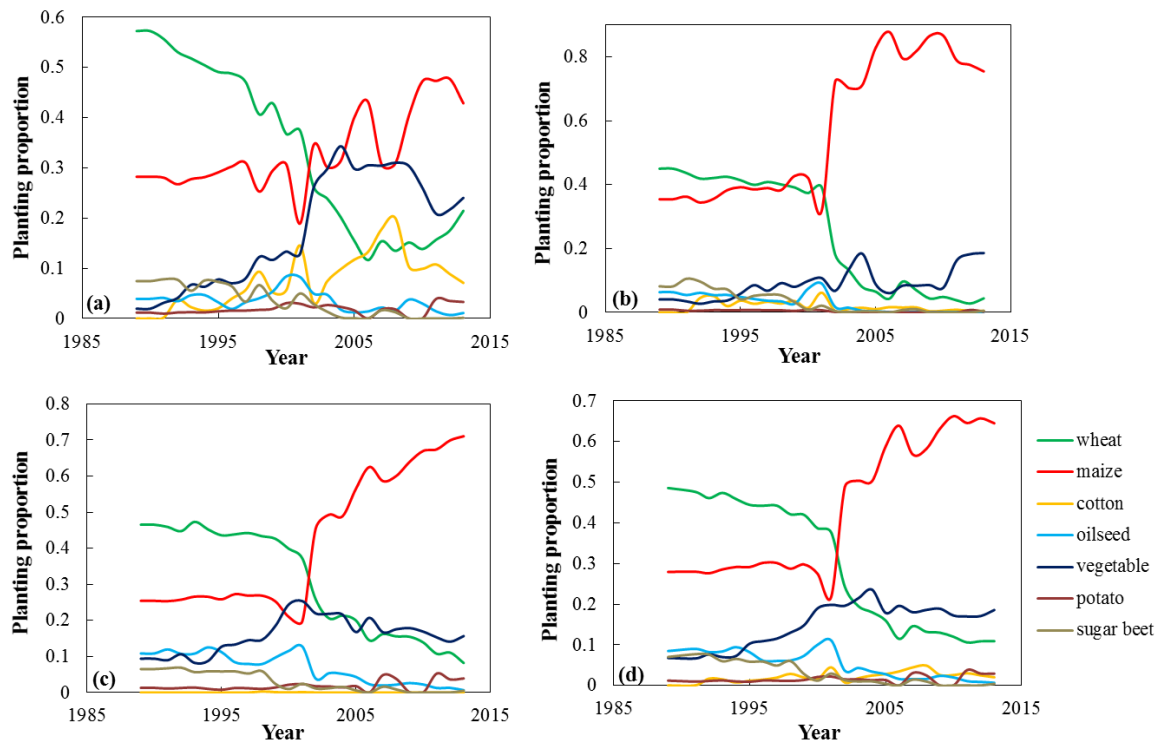 0.6
0.5
0.4
0.3
0.2
0.1
0
Planting proportion
(a)
1985
1995
2005
2015
Year
0.8
0.6
0.4
0.2
0
Planting proportion
(b)
1985
1995
2005
2015
Year
0.8
0.7
0.6
0.5
0.4
0.3
0.2
0.1
0
Planting proportion
(c)
1985
1995
2005
2015
Year
0.7
0.6
0.5
0.4
0.3
0.2
0.1
0
Planting proportion
(d)
1985
1995
2005
2015
Year
wheat
maize
cotton
oilseed
vegetable
potato
sugar beet